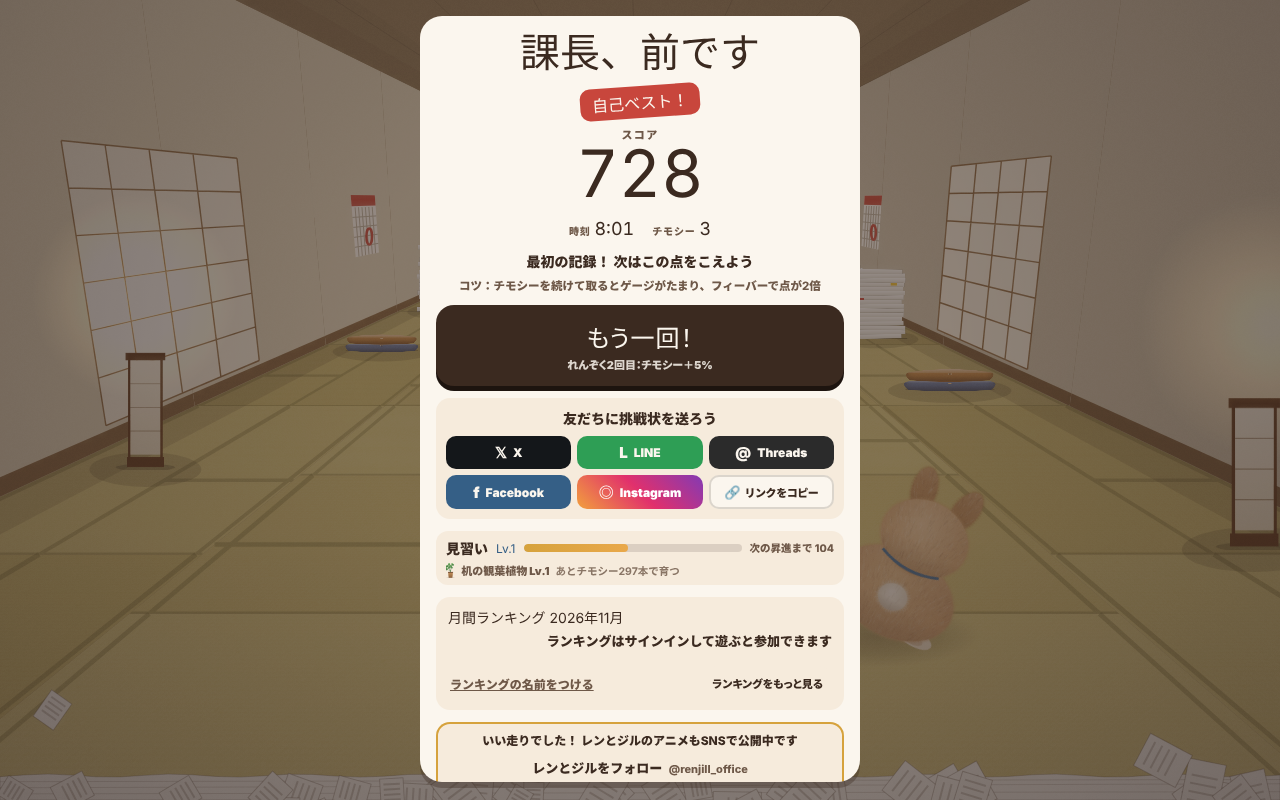 課長、前です
自己ベスト！
スコア
728
時刻 8:01 チモシー 3
最初の記録！ 次はこの点をこえよう
コツ：チモシーを続けて取るとゲージがたまり、フィーバーで点が2倍
もう一回！
れんぞく2回目：チモシー＋5%
友だちに挑戦状を送ろう
𝕏 X L LINE @ Threads
f Facebook Instagram リンクをコピー
見習い Lv.1 次の昇進まで 104
机の観葉植物 Lv.1 あとチモシー297本で育つ
月間ランキング 2026年11月
ランキングはサインインして遊ぶと参加できます
ランキングの名前をつける ランキングをもっと見る
いい走りでした！ レンとジルのアニメもSNSで公開中です
レンとジルをフォロー @renjill_office